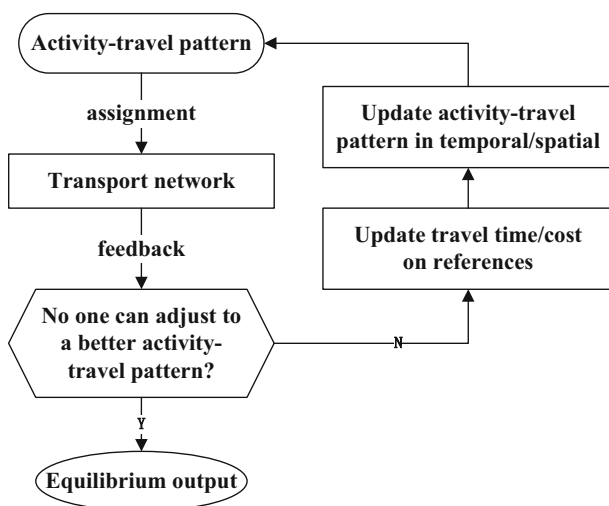 Activity-travel pattern
assignment
Transport network
feedback
No one can adjust to
a better activity-
travel pattern?
Y
Equilibrium output
N
Update travel time/cost
on references
Update activity-travel
pattern in temporal/spatial